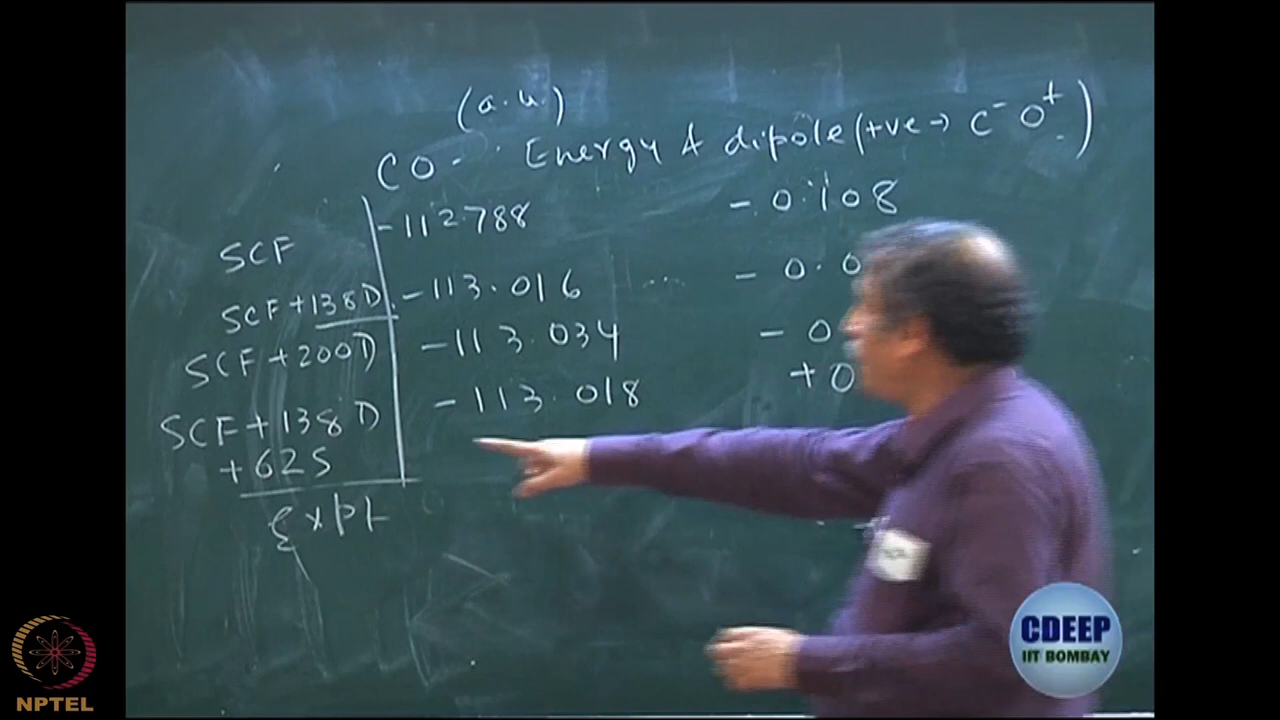 (a.u.)
CO - Energy & dipole (+ve → C⁻ O⁺)
SCF -112.788 -0.108
SCF+138D -113.016 ... -0.0
SCF+200D -113.034 -0
SCF+138D -113.018 +0
+62S
Expt
NPTEL
CDEEP
IIT BOMBAY